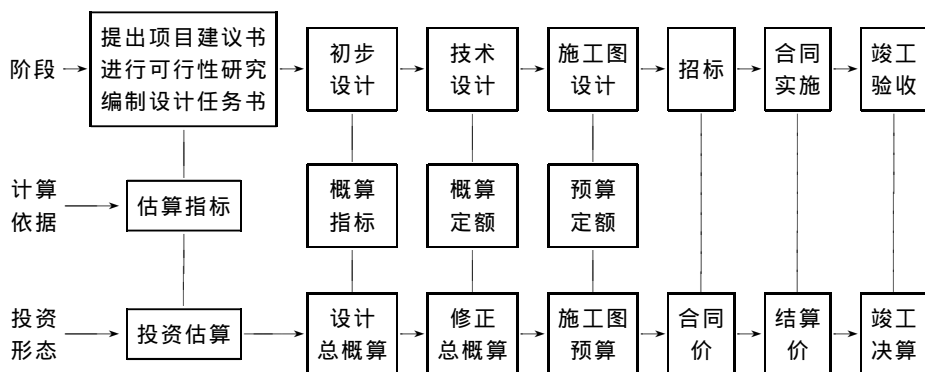 阶段
提出项目建议书
进行可行性研究
编制设计任务书
初步
设计
技术
设计
施工图
设计
招标
合同
实施
竣工
验收
计算
依据
估算指标
概算
指标
概算
定额
预算
定额
投资
形态
投资估算
设计
总概算
修正
总概算
施工图
预算
合同
价
结算
价
竣工
决算